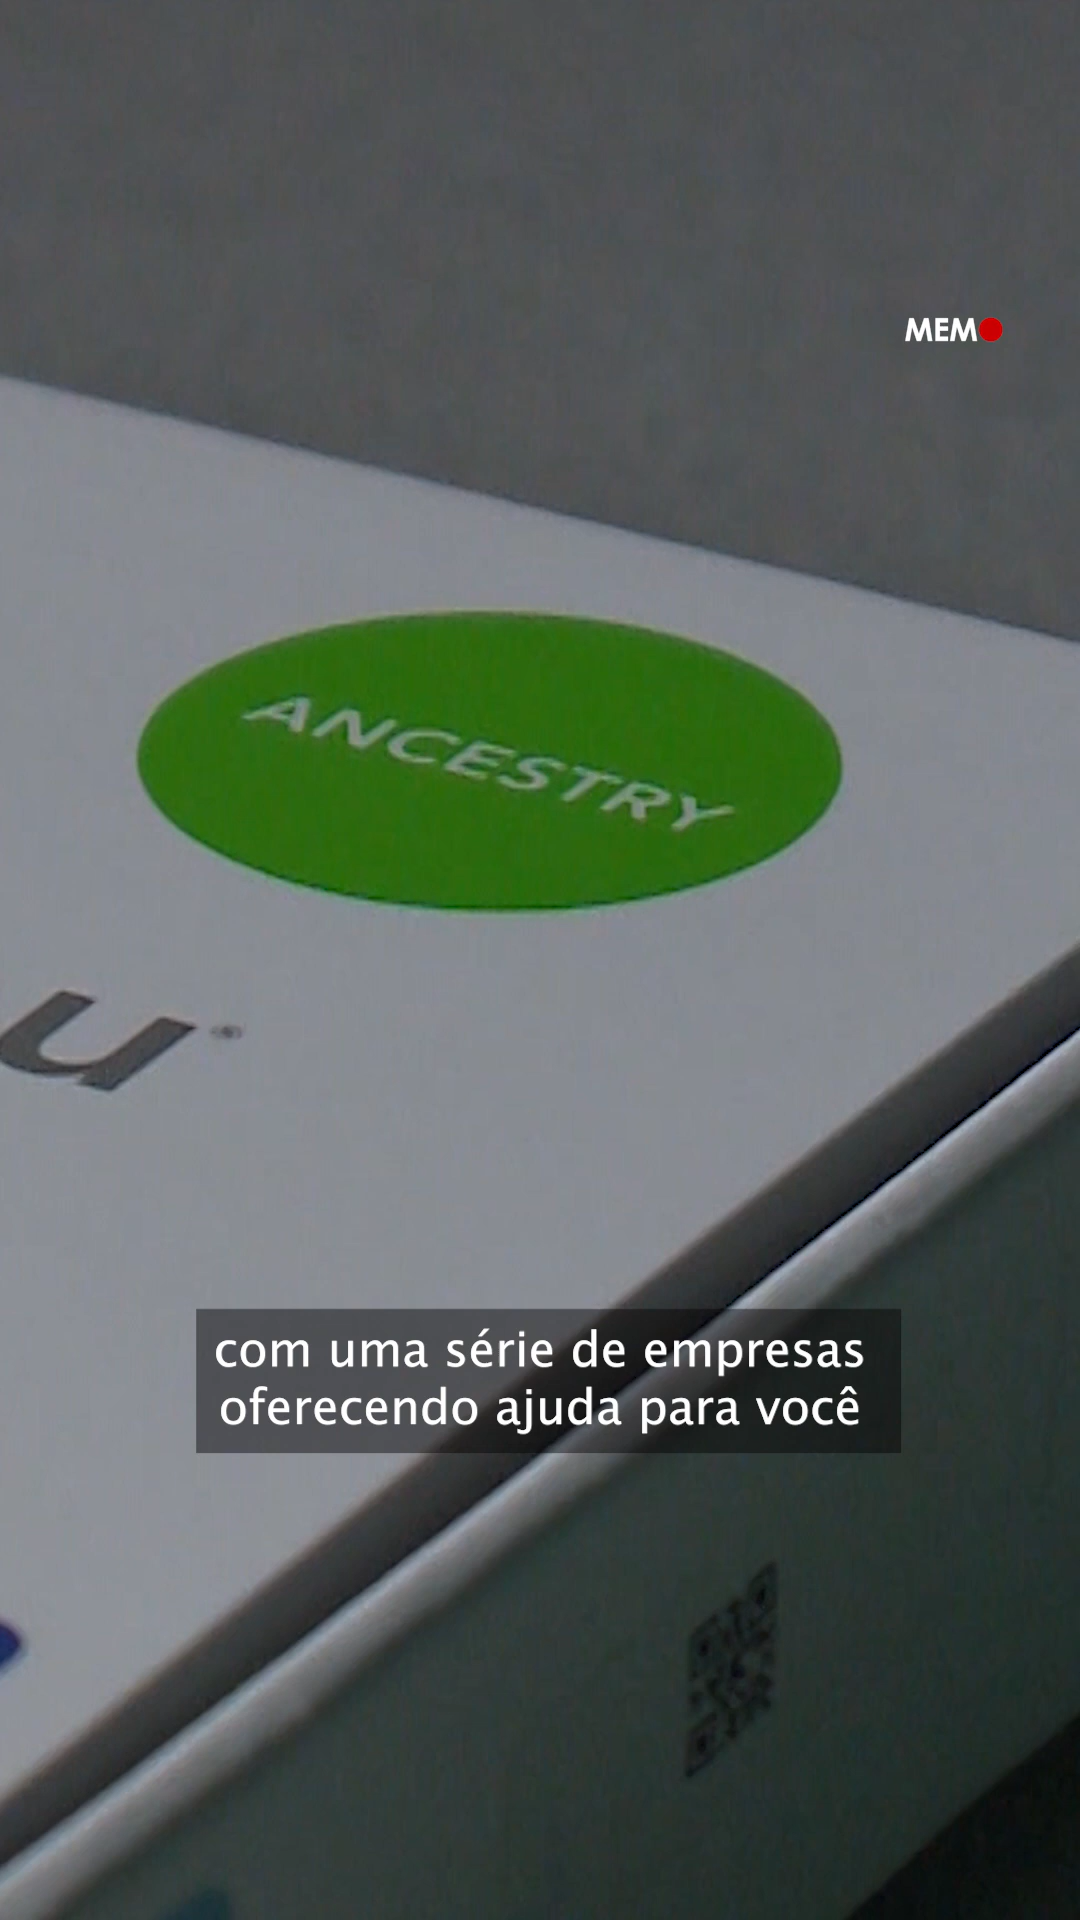 MEM
ANCESTRY
u®
com uma série de empresas
oferecendo ajuda para você